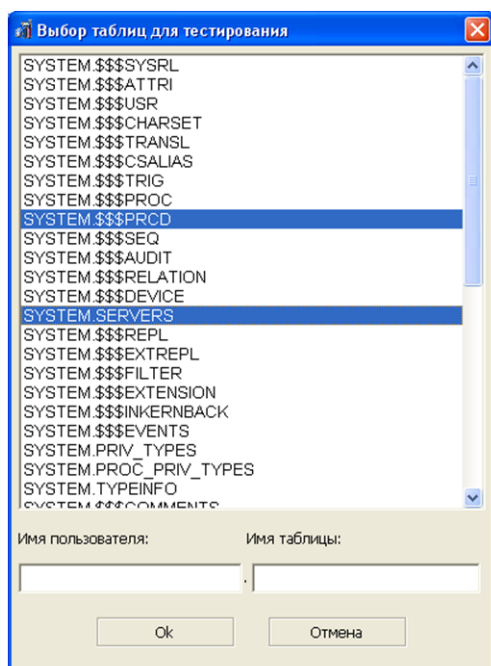 Выбор таблиц для тестирования
SYSTEM.$$$SYSRL
SYSTEM.$$$ATTRI
SYSTEM.$$$USR
SYSTEM.$$$CHARSET
SYSTEM.$$$TRANSL
SYSTEM.$$$CSALIAS
SYSTEM.$$$TRIG
SYSTEM.$$$PROC
SYSTEM.$$$PRCD
SYSTEM.$$$SEQ
SYSTEM.$$$AUDIT
SYSTEM.$$$RELATION
SYSTEM.$$$DEVICE
SYSTEM.SERVERS
SYSTEM.$$$REPL
SYSTEM.$$$EXTREPL
SYSTEM.$$$FILTER
SYSTEM.$$$EXTENSION
SYSTEM.$$$INKERNBACK
SYSTEM.$$$EVENTS
SYSTEM.PRIV_TYPES
SYSTEM.PROC_PRIV_TYPES
SYSTEM.TYPEINFO
SYSTEM.$$$COMMENTS
Имя пользователя: Имя таблицы:
.
Ok Отмена